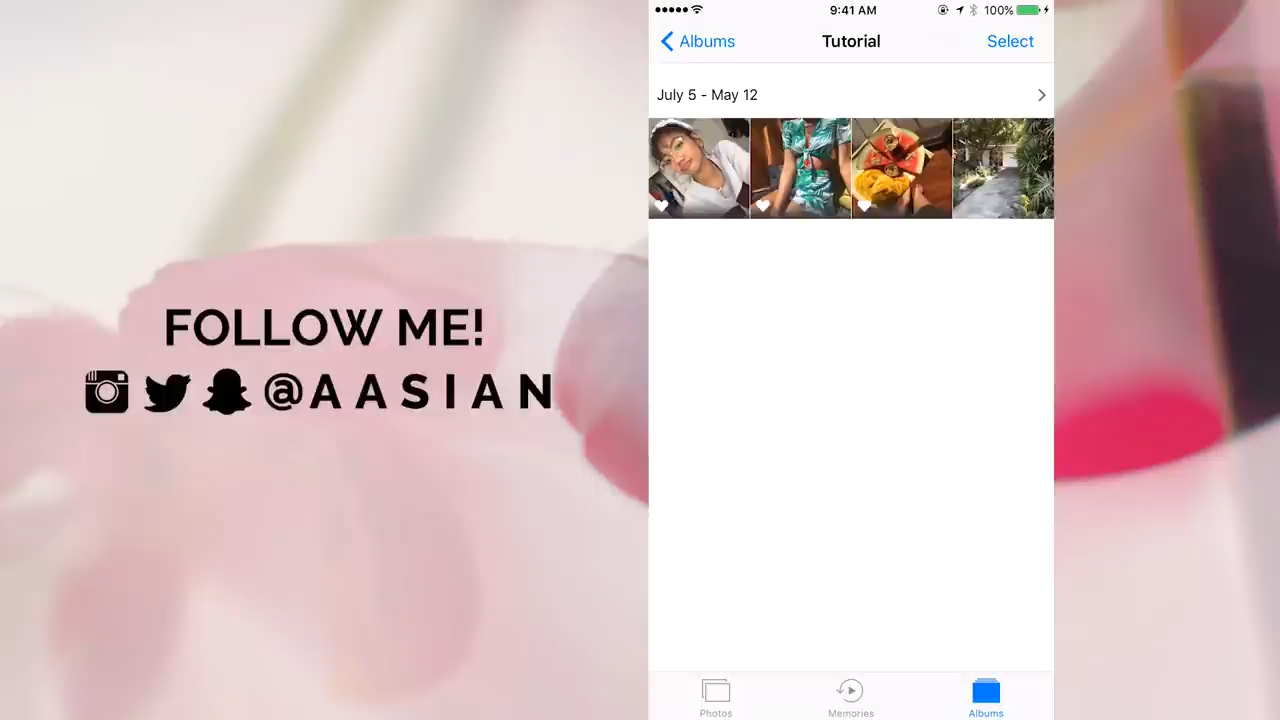 FOLLOW ME!
@AASIAN
9:41 AM
100%
Albums
Tutorial
Select
July 5 - May 12
Photos
Memories
Albums